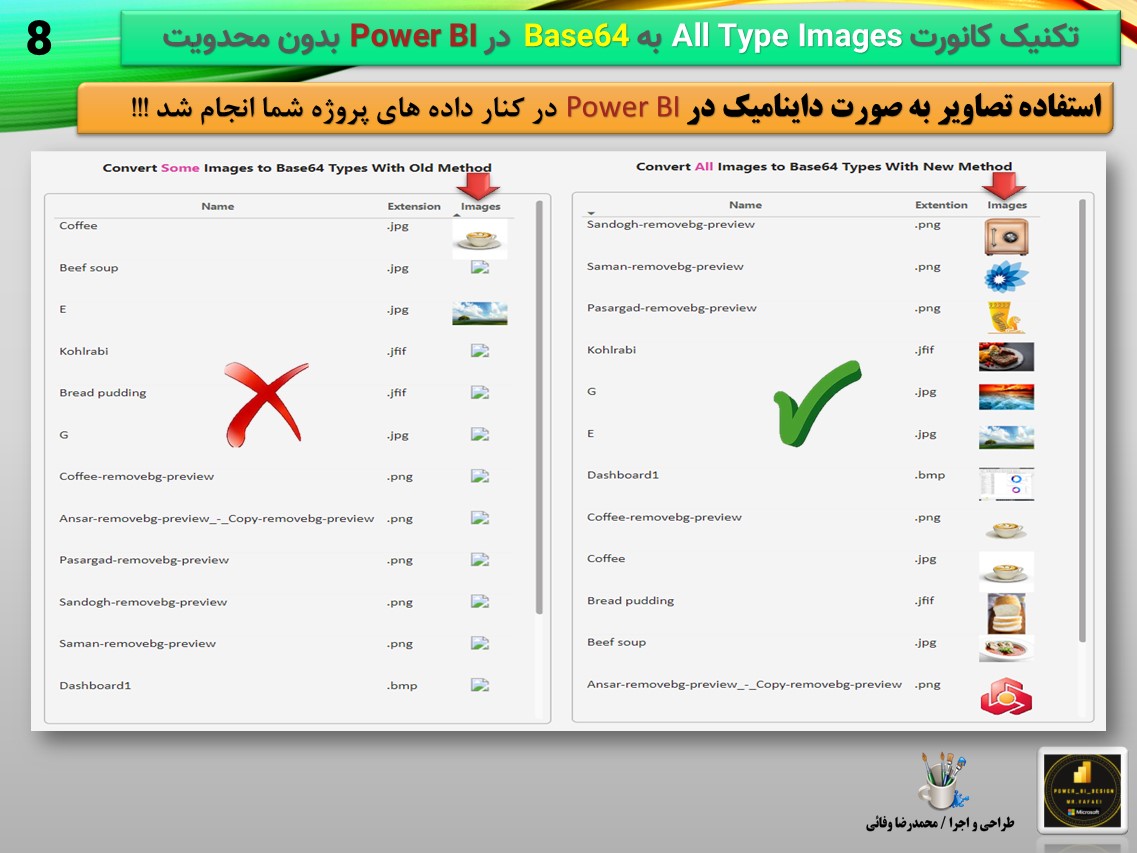 8
تکنیک کانورت All Type Images به Base64 در Power BI بدون محدویت
استفاده تصاویر به صورت داینامیک در Power BI در کنار داده های پروژه شما انجام شد !!!
Convert Some Images to Base64 Types With Old Method
Name Extension Images
Coffee .jpg
Beef soup .jpg
E .jpg
Kohlrabi .jfif
Bread pudding .jfif
G .jpg
Coffee-removebg-preview .png
Ansar-removebg-preview_-_Copy-removebg-preview .png
Pasargad-removebg-preview .png
Sandogh-removebg-preview .png
Saman-removebg-preview .png
Dashboard1 .bmp
Convert All Images to Base64 Types With New Method
Name Extention Images
Sandogh-removebg-preview .png
Saman-removebg-preview .png
Pasargad-removebg-preview .png
Kohlrabi .jfif
G .jpg
E .jpg
Dashboard1 .bmp
Coffee-removebg-preview .png
Coffee .jpg
Bread pudding .jfif
Beef soup .jpg
Ansar-removebg-preview_-_Copy-removebg-preview .png
طراحی و اجرا / محمدرضا وفائی
POWER_BI_DESIGN
MR.VAFAEI
Microsoft